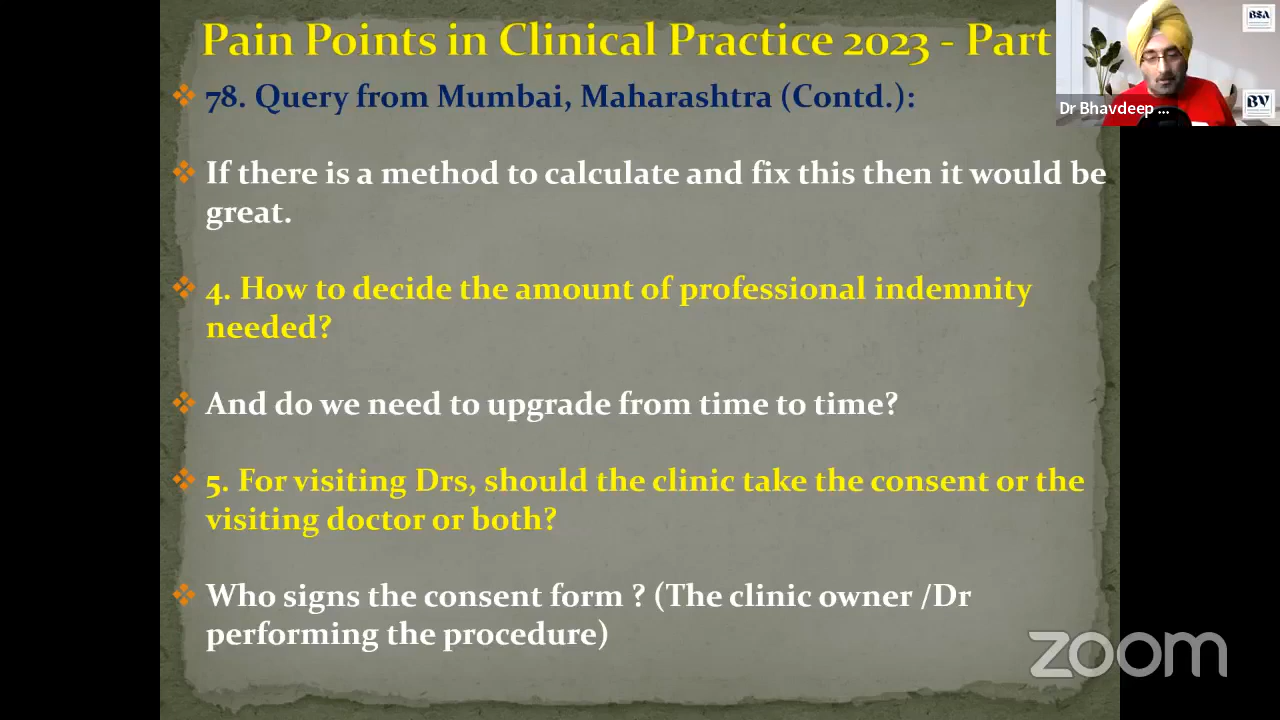 Pain Points in Clinical Practice 2023 - Part
78. Query from Mumbai, Maharashtra (Contd.):
If there is a method to calculate and fix this then it would be
great.
4. How to decide the amount of professional indemnity
needed?
And do we need to upgrade from time to time?
5. For visiting Drs, should the clinic take the consent or the
visiting doctor or both?
Who signs the consent form ? (The clinic owner /Dr
performing the procedure)
Dr Bhavdeep ...
B$A
BV
zoom